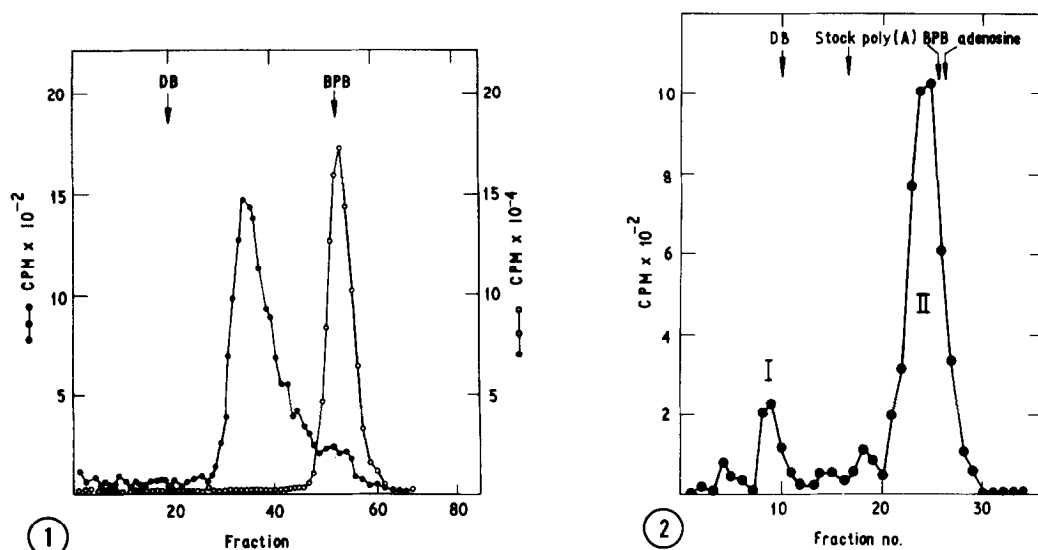 DB
BPB
20
15
10
5
CPM x 10-2
20
15
10
5
CPM x 10-4
20 40 60 80
Fraction
1
DB Stock poly(A) BPB adenosine
10
8
6
4
2
0
CPM x 10-2
I
II
10 20 30
Fraction no.
2